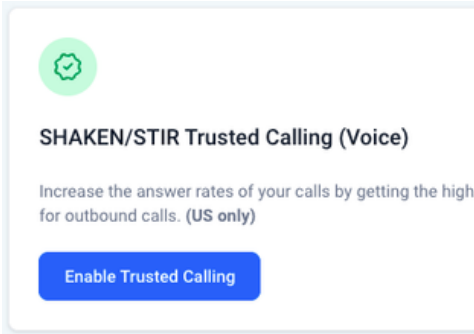 SHAKEN/STIR Trusted Calling (Voice)
Increase the answer rates of your calls by getting the high
for outbound calls. (US only)
Enable Trusted Calling